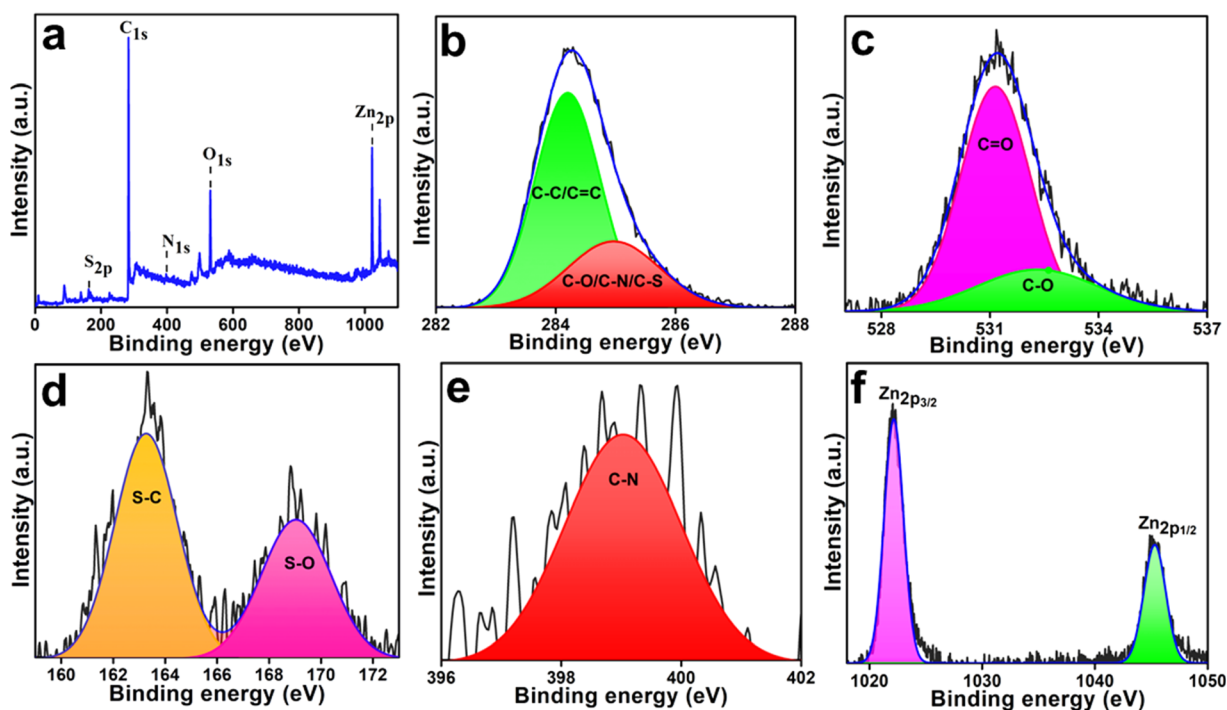 a
C1s
S2p
N1s
O1s
Zn2p
Intensity (a.u.)
0 200 400 600 800 1000
Binding energy (eV)
b
C-C/C=C
C-O/C-N/C-S
Intensity (a.u.)
282 284 286 288
Binding energy (eV)
c
C=O
C-O
Intensity (a.u.)
528 531 534 537
Binding energy (eV)
d
S-C
S-O
Intensity (a.u.)
160 162 164 166 168 170 172
Binding energy (eV)
e
C-N
Intensity (a.u.)
396 398 400 402
Binding energy (eV)
f
Zn2p3/2
Zn2p1/2
Intensity (a.u.)
1020 1030 1040 1050
Binding energy (eV)